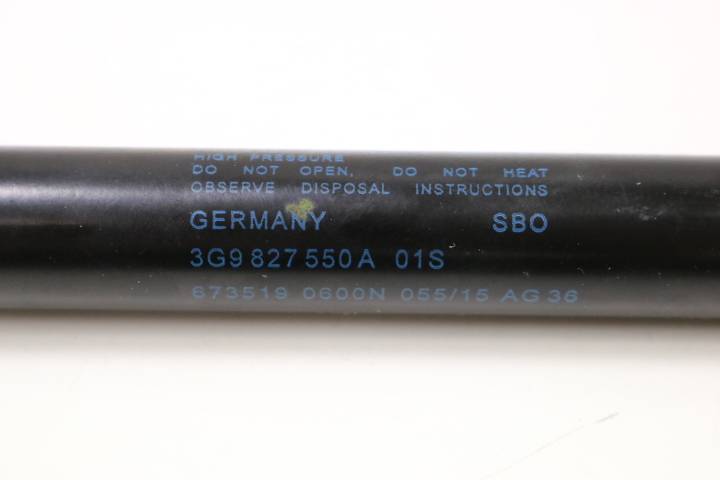 HIGH PRESSURE
DO NOT OPEN, DO NOT HEAT
OBSERVE DISPOSAL INSTRUCTIONS
GERMANY SBO
3G9 827 550 A 01S
673519 0600N 055/15 AG 36